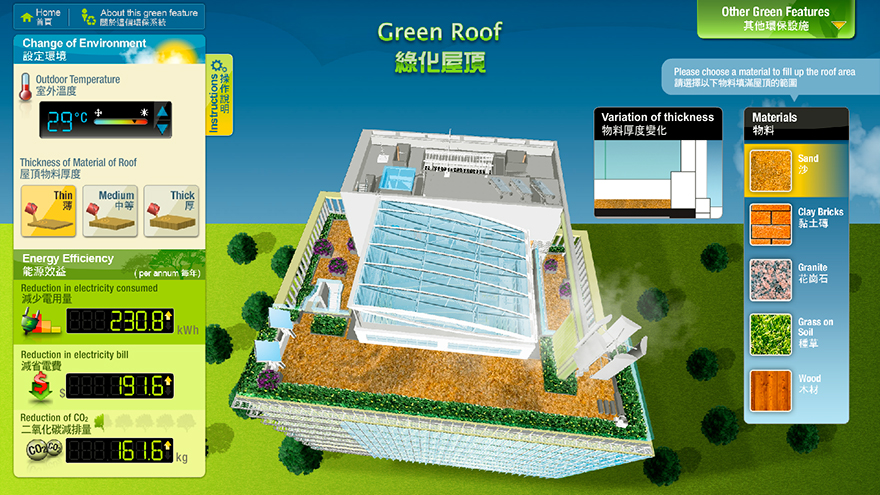 Home
首頁
About this green feature
關於這個環保系統
Green Roof
綠化屋頂
Other Green Features
其他環保設施
Change of Environment
設定環境
Instructions
操作說明
Outdoor Temperature
室外溫度
29°C
Thickness of Material of Roof
屋頂物料厚度
Thin
薄
Medium
中等
Thick
厚
Energy Efficiency
能源效益
(per annum 每年)
Reduction in electricity consumed
減少電用量
230.8 kWh
Reduction in electricity bill
減省電費
$ 191.6
Reduction of CO₂
二氧化碳減排量
CO₂ CO₂
161.6 kg
Please choose a material to fill up the roof area
請選擇以下物料填滿屋頂的範圍
Variation of thickness
物料厚度變化
Materials
物料
Sand
沙
Clay Bricks
黏土磚
Granite
花崗石
Grass on
Soil
種草
Wood
木材